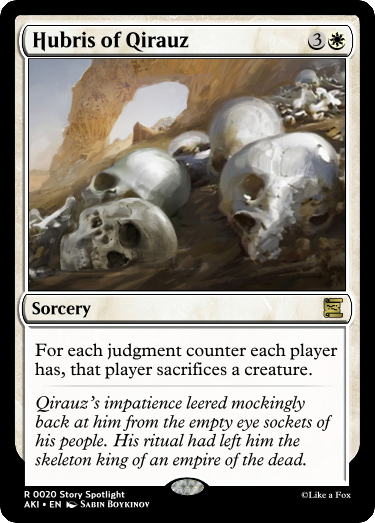 Hubris of Qirauz 3
Sorcery
For each judgment counter each player
has, that player sacrifices a creature.
Qirauz's impatience leered mockingly
back at him from the empty eye sockets of
his people. His ritual had left him the
skeleton king of an empire of the dead.
R 0020 Story Spotlight
AKI • EN Sabin Boykinov
©Like a Fox